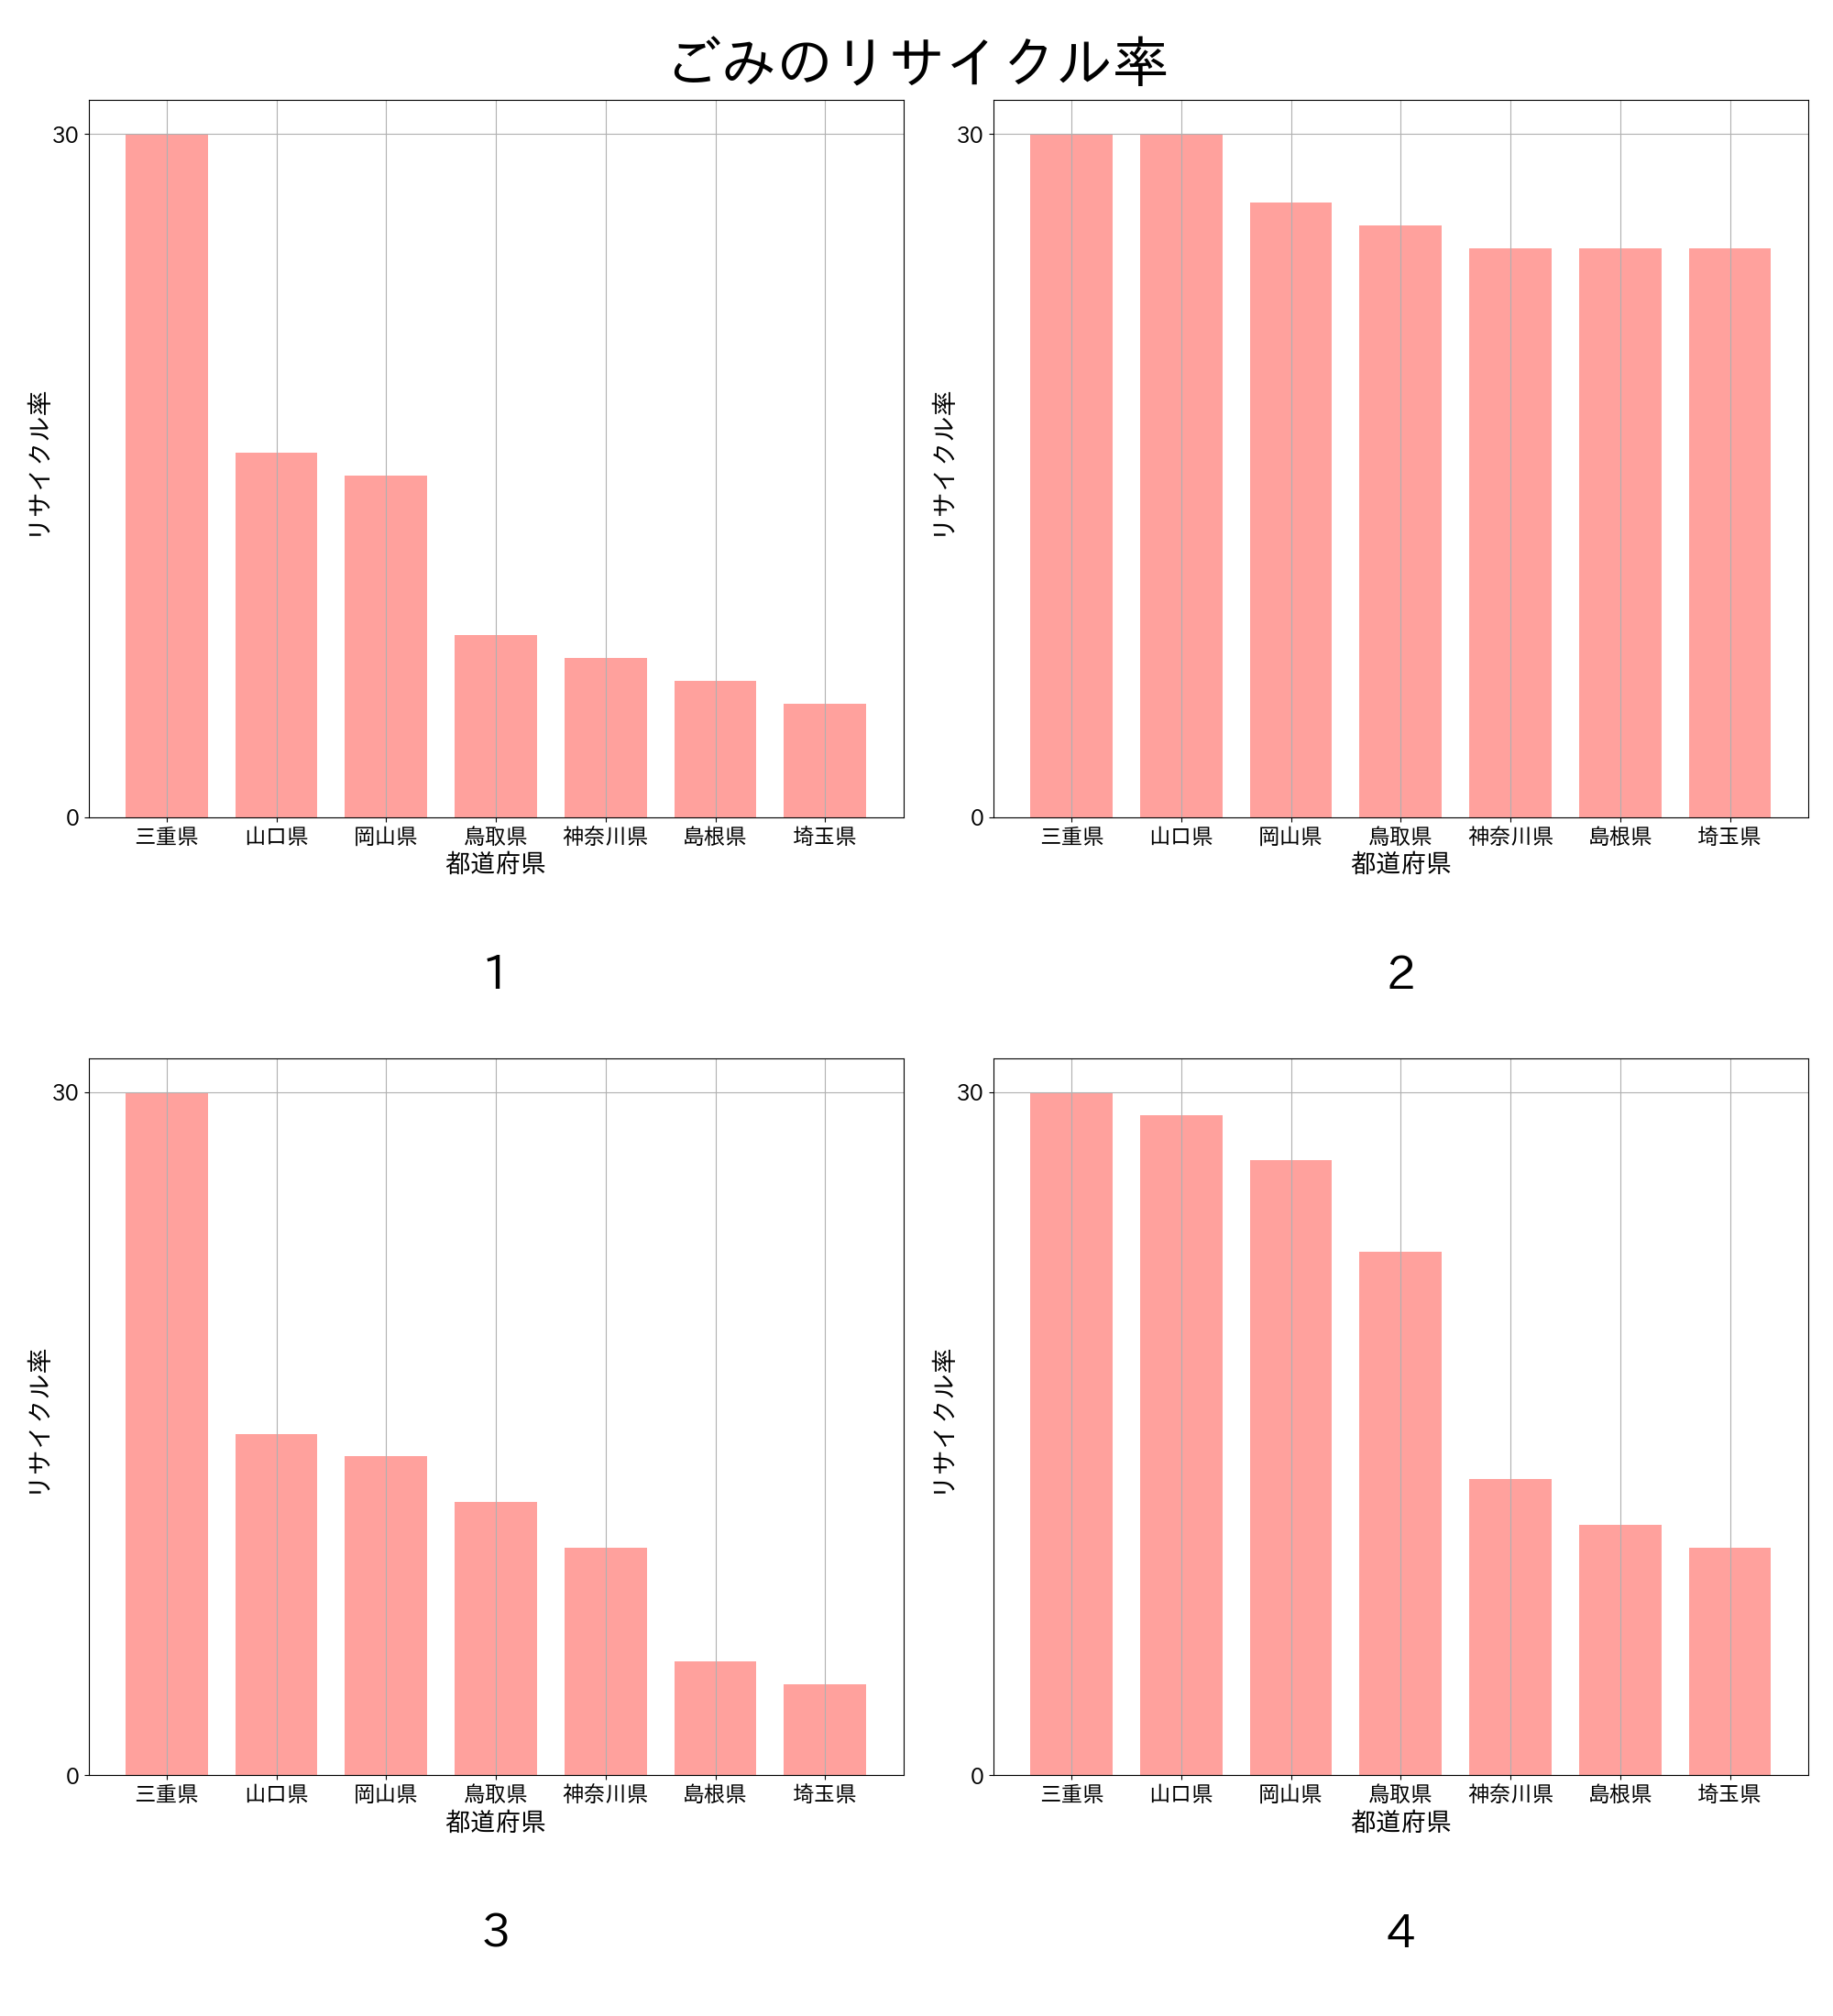 ごみのリサイクル率
30
0
リサイクル率
三重県 山口県 岡山県 鳥取県 神奈川県 島根県 埼玉県
都道府県
1
30
0
リサイクル率
三重県 山口県 岡山県 鳥取県 神奈川県 島根県 埼玉県
都道府県
2
30
0
リサイクル率
三重県 山口県 岡山県 鳥取県 神奈川県 島根県 埼玉県
都道府県
3
30
0
リサイクル率
三重県 山口県 岡山県 鳥取県 神奈川県 島根県 埼玉県
都道府県
4